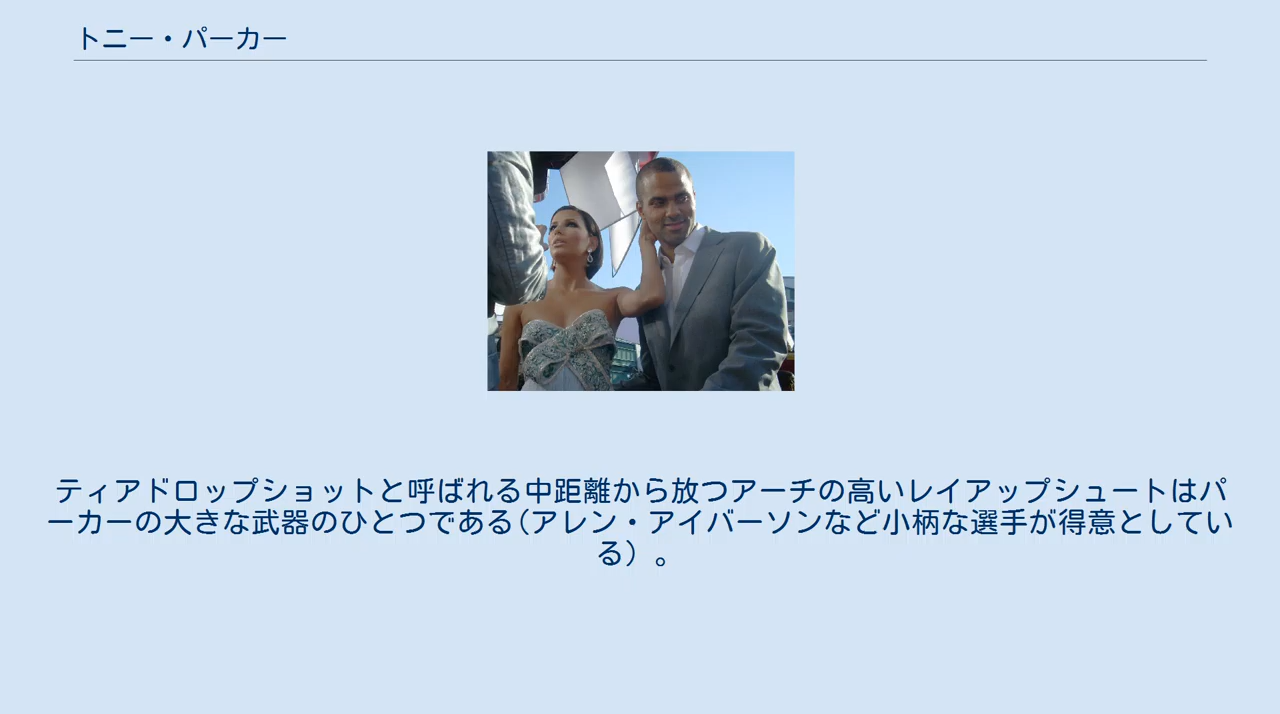 トニー・パーカー
ティアドロップショットと呼ばれる中距離から放つアーチの高いレイアップシュートはパ
ーカーの大きな武器のひとつである(アレン・アイバーソンなど小柄な選手が得意としてい
る）。